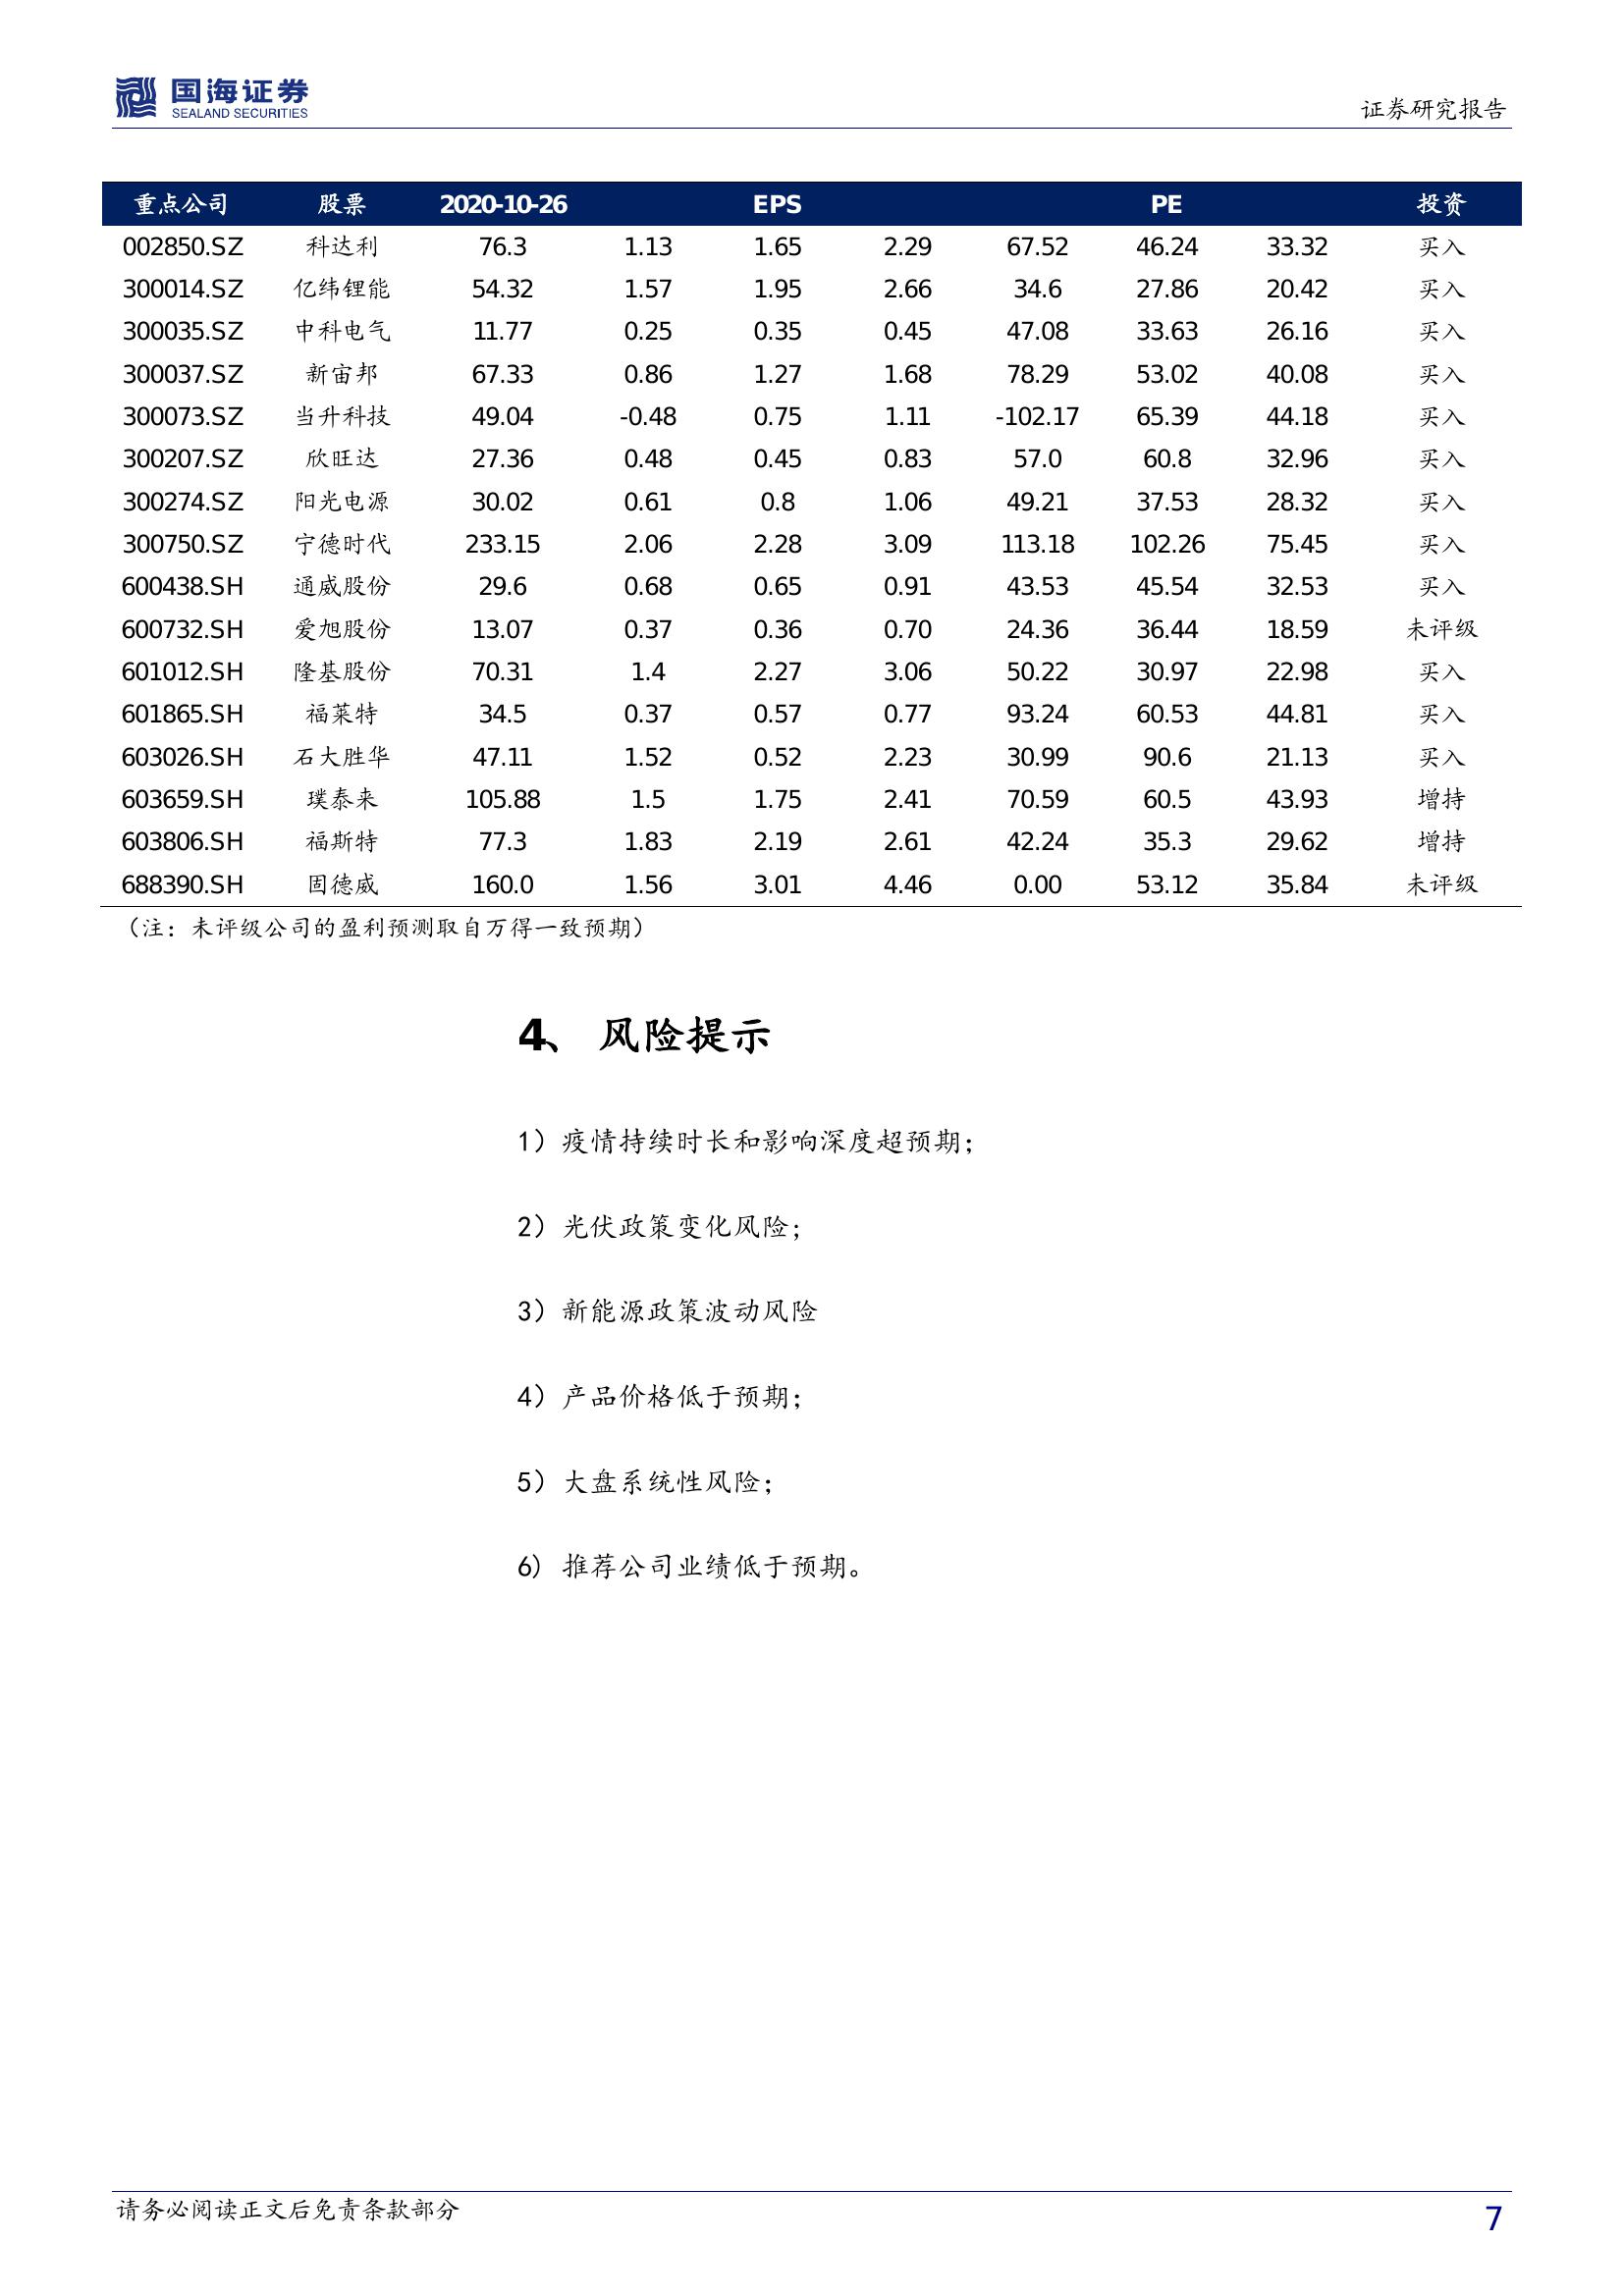 国海证券
SEALAND SECURITIES
证券研究报告
重点公司 股票 2020-10-26 EPS PE 投资
002850.SZ 科达利 76.3 1.13 1.65 2.29 67.52 46.24 33.32 买入
300014.SZ 亿纬锂能 54.32 1.57 1.95 2.66 34.6 27.86 20.42 买入
300035.SZ 中科电气 11.77 0.25 0.35 0.45 47.08 33.63 26.16 买入
300037.SZ 新宙邦 67.33 0.86 1.27 1.68 78.29 53.02 40.08 买入
300073.SZ 当升科技 49.04 -0.48 0.75 1.11 -102.17 65.39 44.18 买入
300207.SZ 欣旺达 27.36 0.48 0.45 0.83 57.0 60.8 32.96 买入
300274.SZ 阳光电源 30.02 0.61 0.8 1.06 49.21 37.53 28.32 买入
300750.SZ 宁德时代 233.15 2.06 2.28 3.09 113.18 102.26 75.45 买入
600438.SH 通威股份 29.6 0.68 0.65 0.91 43.53 45.54 32.53 买入
600732.SH 爱旭股份 13.07 0.37 0.36 0.70 24.36 36.44 18.59 未评级
601012.SH 隆基股份 70.31 1.4 2.27 3.06 50.22 30.97 22.98 买入
601865.SH 福莱特 34.5 0.37 0.57 0.77 93.24 60.53 44.81 买入
603026.SH 石大胜华 47.11 1.52 0.52 2.23 30.99 90.6 21.13 买入
603659.SH 璞泰来 105.88 1.5 1.75 2.41 70.59 60.5 43.93 增持
603806.SH 福斯特 77.3 1.83 2.19 2.61 42.24 35.3 29.62 增持
688390.SH 固德威 160.0 1.56 3.01 4.46 0.00 53.12 35.84 未评级
（注：未评级公司的盈利预测取自万得一致预期）
4、 风险提示
1）疫情持续时长和影响深度超预期；
2）光伏政策变化风险；
3）新能源政策波动风险
4）产品价格低于预期；
5）大盘系统性风险；
6）推荐公司业绩低于预期。
请务必阅读正文后免责条款部分
7